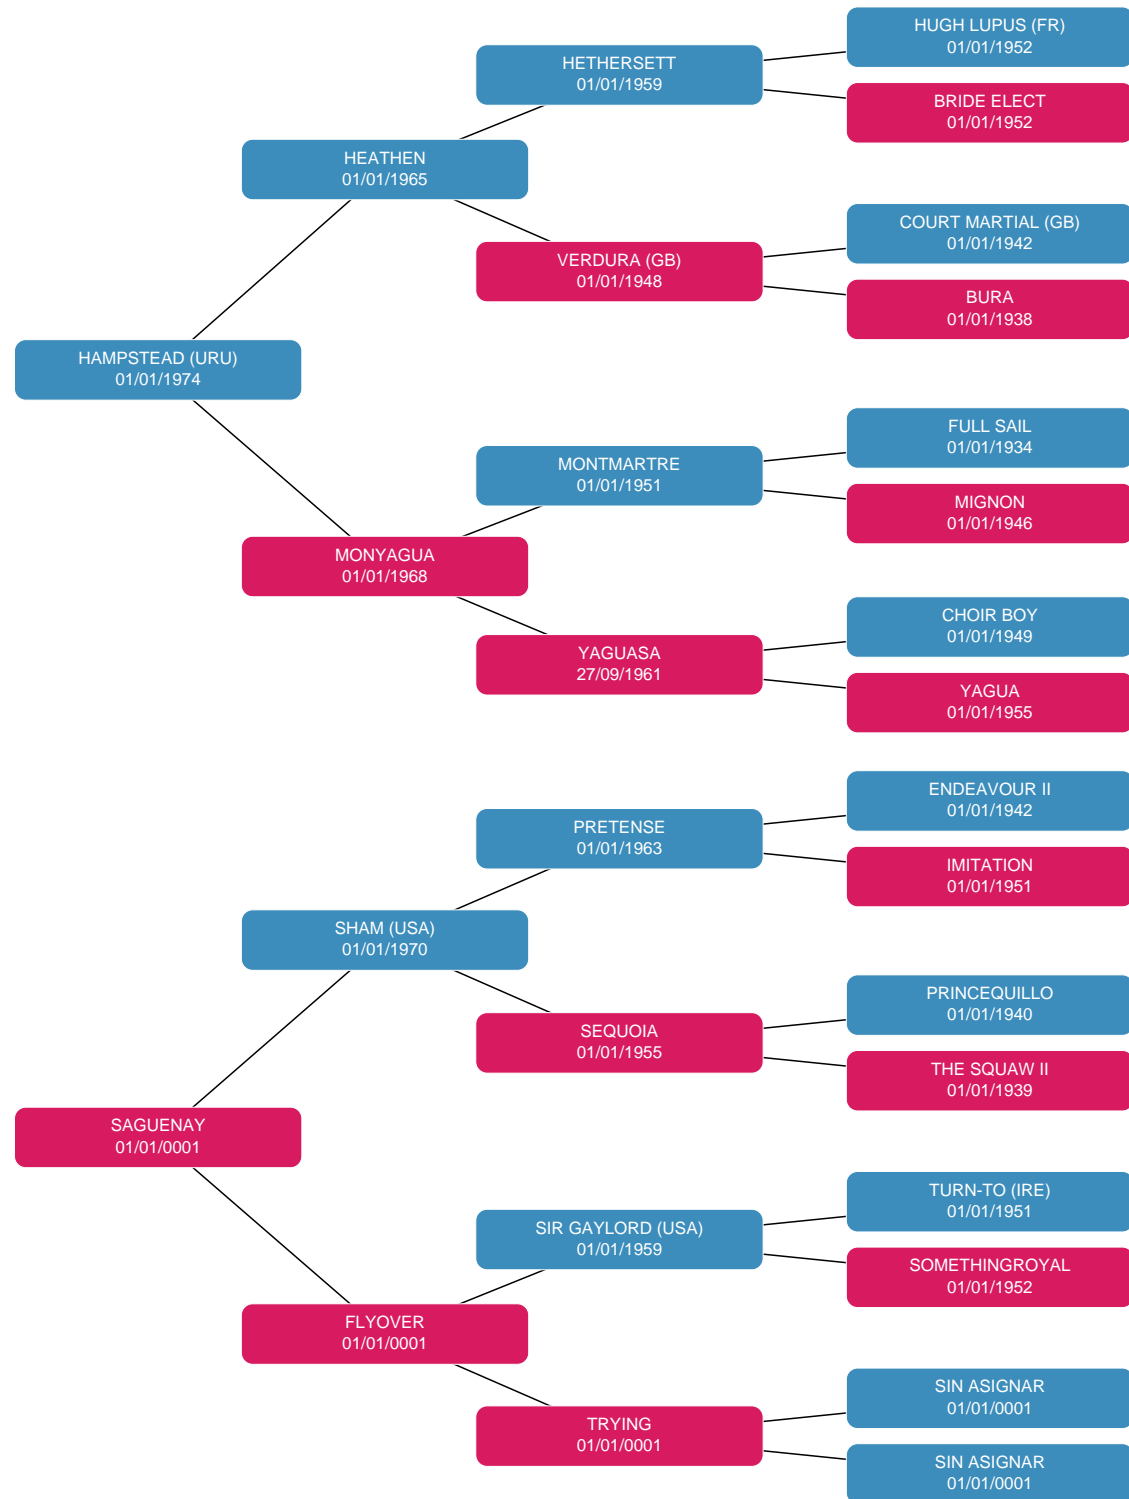 HUGH LUPUS (FR)
01/01/1952
HETHERSETT
01/01/1959
BRIDE ELECT
01/01/1952
HEATHEN
01/01/1965
COURT MARTIAL (GB)
01/01/1942
VERDURA (GB)
01/01/1948
BURA
01/01/1938
HAMPSTEAD (URU)
01/01/1974
FULL SAIL
01/01/1934
MONTMARTRE
01/01/1951
MIGNON
01/01/1946
MONYAGUA
01/01/1968
CHOIR BOY
01/01/1949
YAGUASA
27/09/1961
YAGUA
01/01/1955
ENDEAVOUR II
01/01/1942
PRETENSE
01/01/1963
IMITATION
01/01/1951
SHAM (USA)
01/01/1970
PRINCEQUILLO
01/01/1940
SEQUOIA
01/01/1955
THE SQUAW II
01/01/1939
SAGUENAY
01/01/0001
TURN-TO (IRE)
01/01/1951
SIR GAYLORD (USA)
01/01/1959
SOMETHINGROYAL
01/01/1952
FLYOVER
01/01/0001
SIN ASIGNAR
01/01/0001
TRYING
01/01/0001
SIN ASIGNAR
01/01/0001